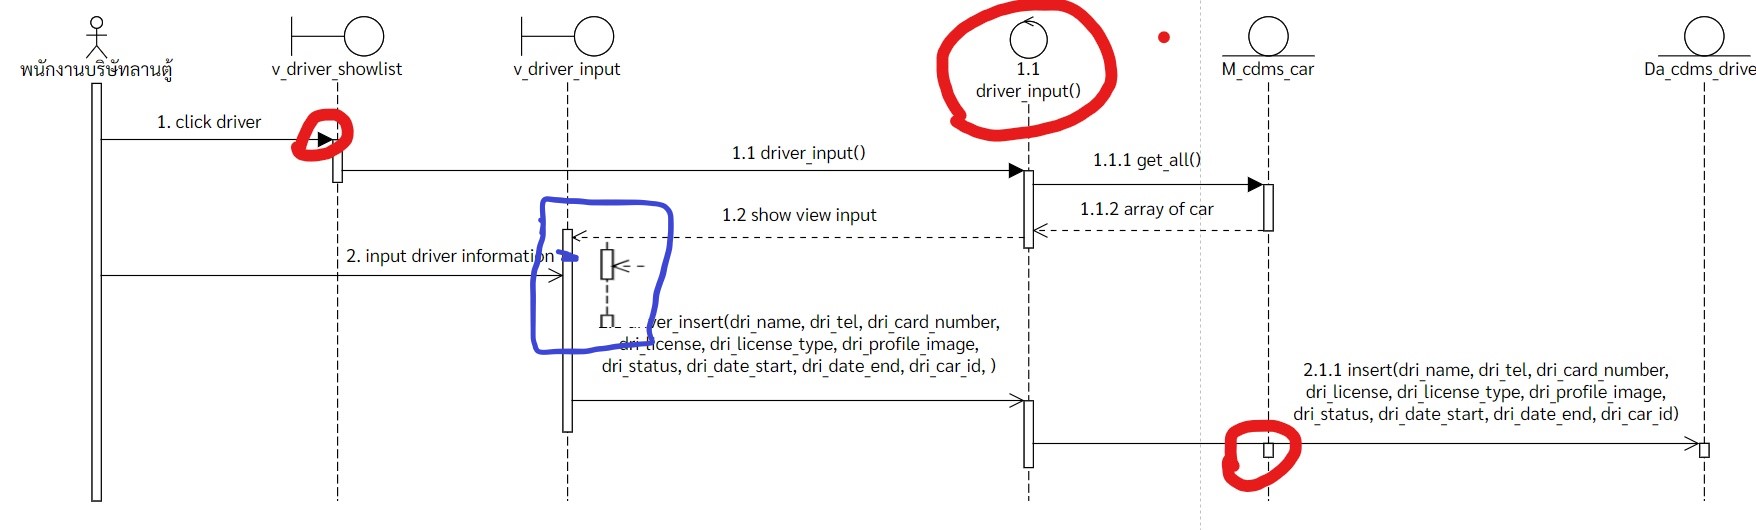 พนักงานบริษัทลานตู้
v_driver_showlist
v_driver_input
1.1
driver_input()
M_cdms_car
Da_cdms_drive
1. click driver
1.1 driver_input()
1.1.1 get_all()
1.2 show view input
1.1.2 array of car
2. input driver information
driver_insert(dri_name, dri_tel, dri_card_number,
dri_license, dri_license_type, dri_profile_image,
dri_status, dri_date_start, dri_date_end, dri_car_id, )
2.1.1 insert(dri_name, dri_tel, dri_card_number,
dri_license, dri_license_type, dri_profile_image,
dri_status, dri_date_start, dri_date_end, dri_car_id)